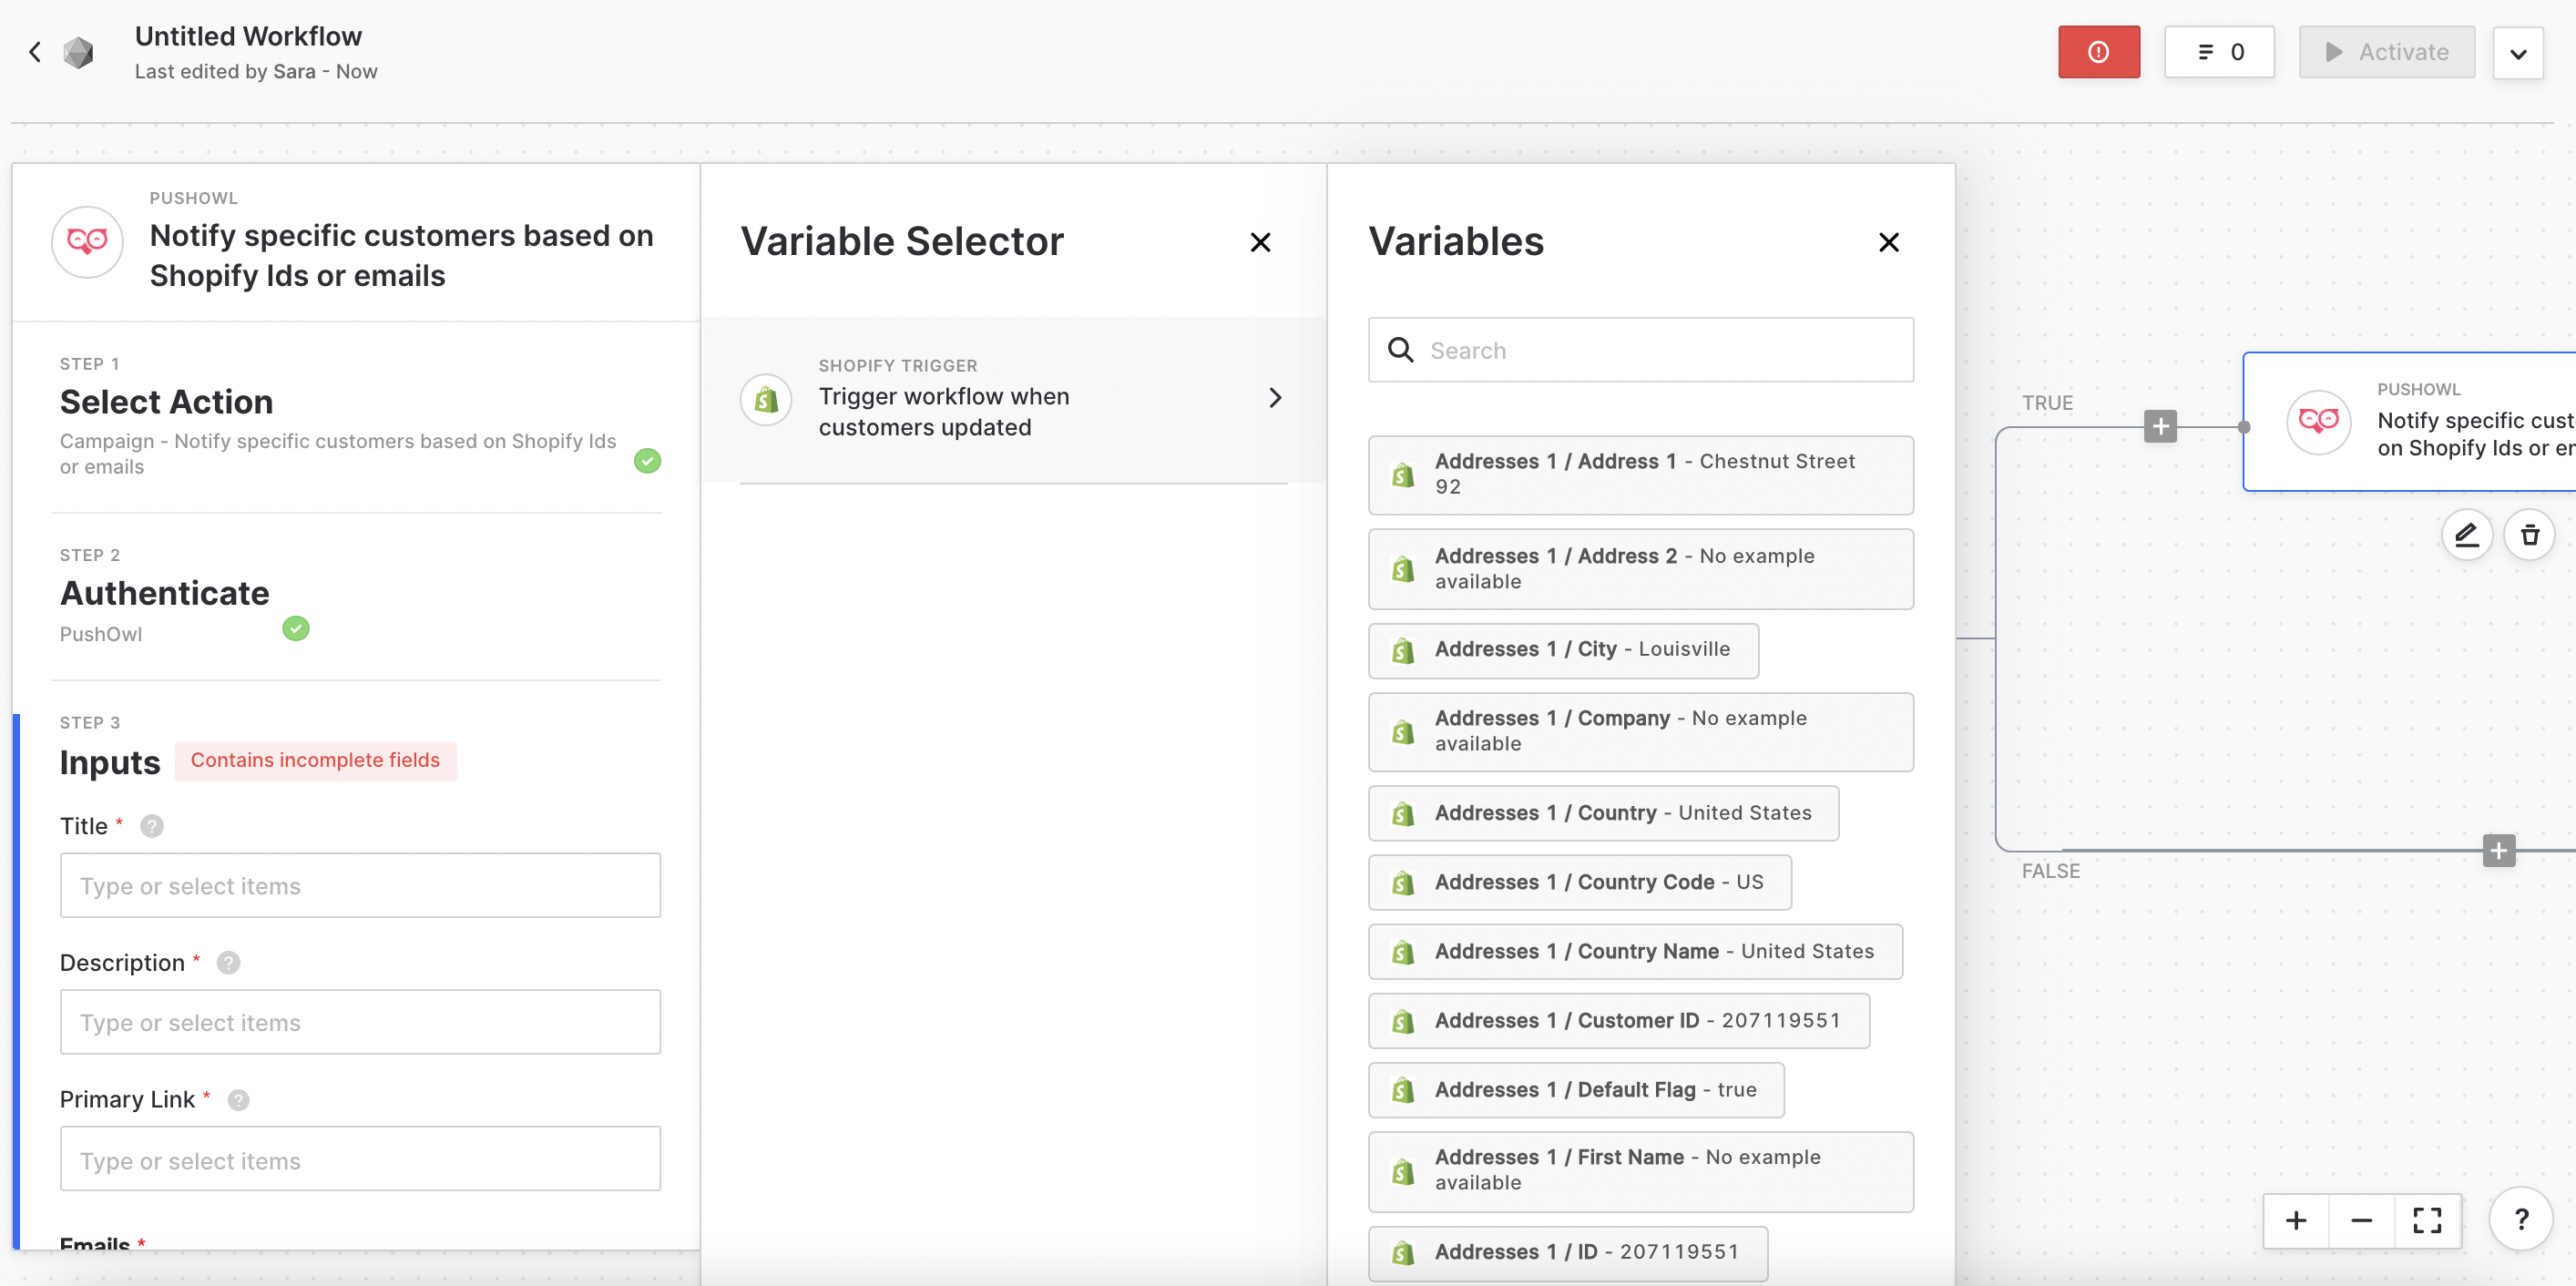 Untitled Workflow
Last edited by Sara - Now
0
Activate
PUSHOWL
Notify specific customers based on
Shopify Ids or emails
STEP 1
Select Action
Campaign - Notify specific customers based on Shopify Ids
or emails
STEP 2
Authenticate
PushOwl
STEP 3
Inputs
Contains incomplete fields
Title *
?
Type or select items
Description *
?
Type or select items
Primary Link *
?
Type or select items
Emails *
Variable Selector
SHOPIFY TRIGGER
Trigger workflow when
customers updated
Variables
Search
Addresses 1 / Address 1 - Chestnut Street
92
Addresses 1 / Address 2 - No example
available
Addresses 1 / City - Louisville
Addresses 1 / Company - No example
available
Addresses 1 / Country - United States
Addresses 1 / Country Code - US
Addresses 1 / Country Name - United States
Addresses 1 / Customer ID - 207119551
Addresses 1 / Default Flag - true
Addresses 1 / First Name - No example
available
Addresses 1 / ID - 207119551
TRUE
PUSHOWL
Notify specific cust
on Shopify Ids or em
FALSE
?